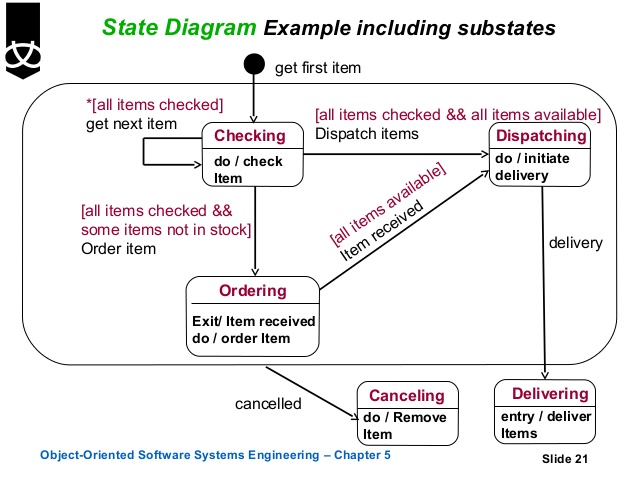 State Diagram Example including substates
get first item
*[all items checked]
get next item
[all items checked && all items available]
Dispatch items
Checking
do / check
Item
Dispatching
do / initiate
delivery
[all items checked &&
some items not in stock]
Order item
[all items available]
Item received
delivery
Ordering
Exit/ Item received
do / order Item
cancelled
Canceling
do / Remove
Item
Delivering
entry / deliver
Items
Object-Oriented Software Systems Engineering – Chapter 5
Slide 21